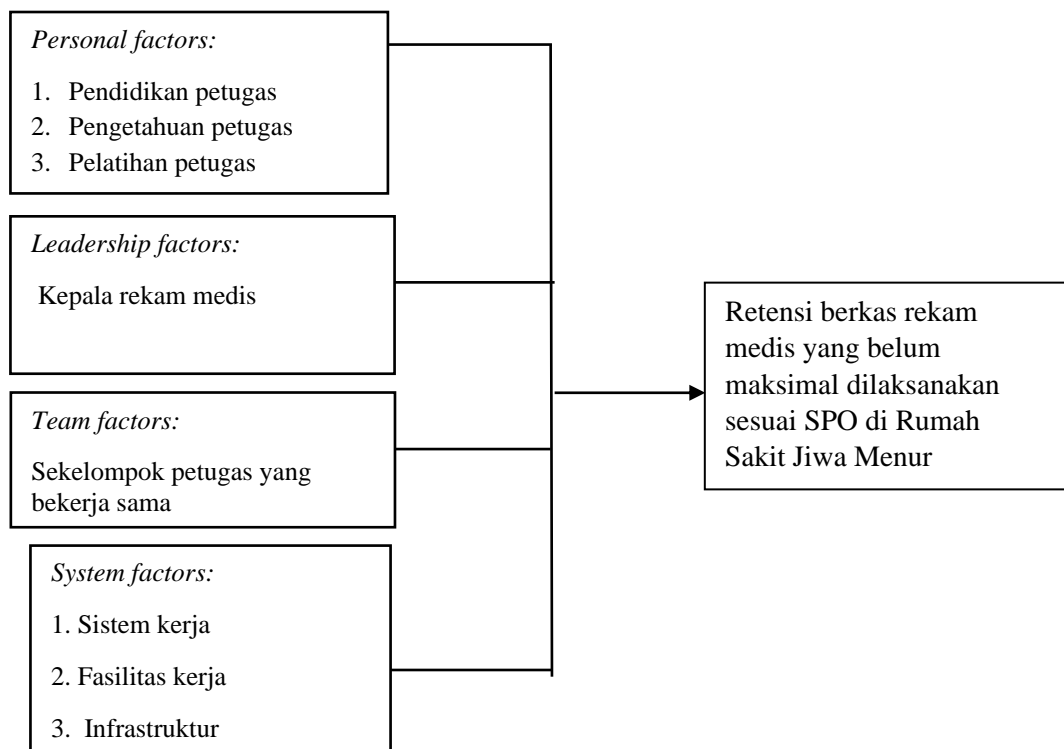 Personal factors:
1. Pendidikan petugas
2. Pengetahuan petugas
3. Pelatihan petugas
Leadership factors:
Kepala rekam medis
Team factors:
Sekelompok petugas yang
bekerja sama
System factors:
1. Sistem kerja
2. Fasilitas kerja
3. Infrastruktur
Retensi berkas rekam
medis yang belum
maksimal dilaksanakan
sesuai SPO di Rumah
Sakit Jiwa Menur